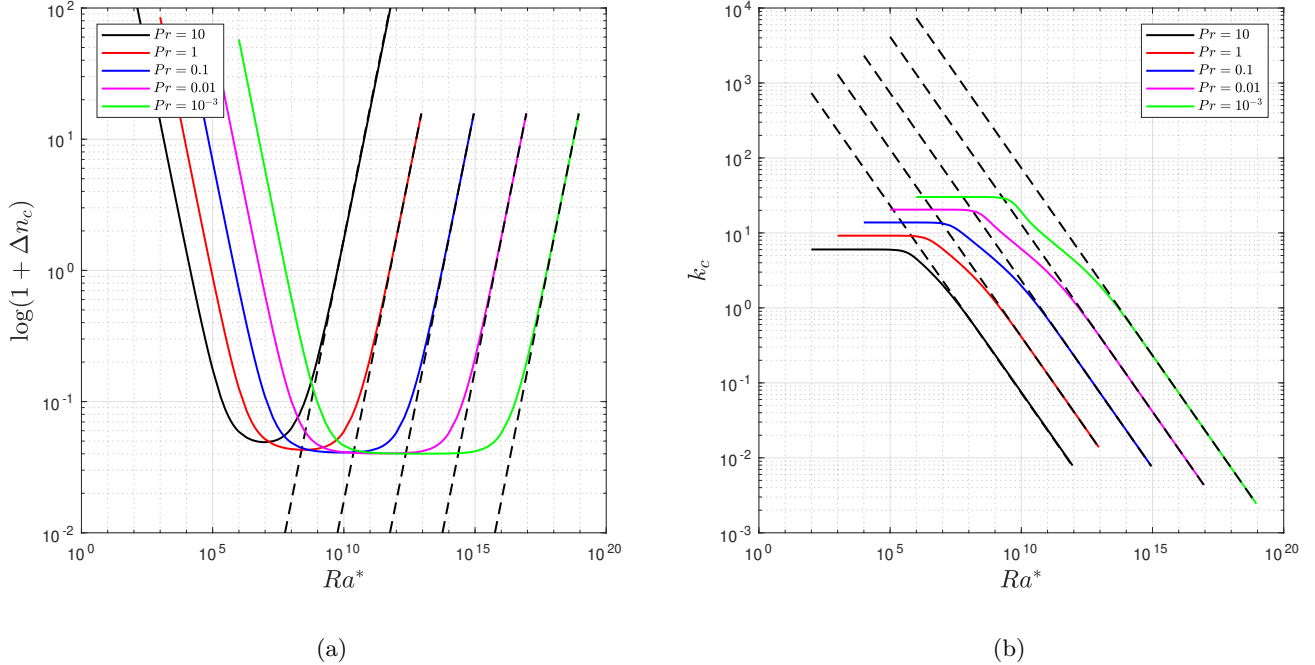 10^2
10^1
10^0
10^{-1}
10^{-2}
log(1 + Δn_c)
Pr = 10
Pr = 1
Pr = 0.1
Pr = 0.01
Pr = 10^{-3}
10^0
10^5
10^{10}
10^{15}
10^{20}
Ra*
(a)
10^4
10^3
10^2
10^1
10^0
10^{-1}
10^{-2}
10^{-3}
k_c
Pr = 10
Pr = 1
Pr = 0.1
Pr = 0.01
Pr = 10^{-3}
10^0
10^5
10^{10}
10^{15}
10^{20}
Ra*
(b)